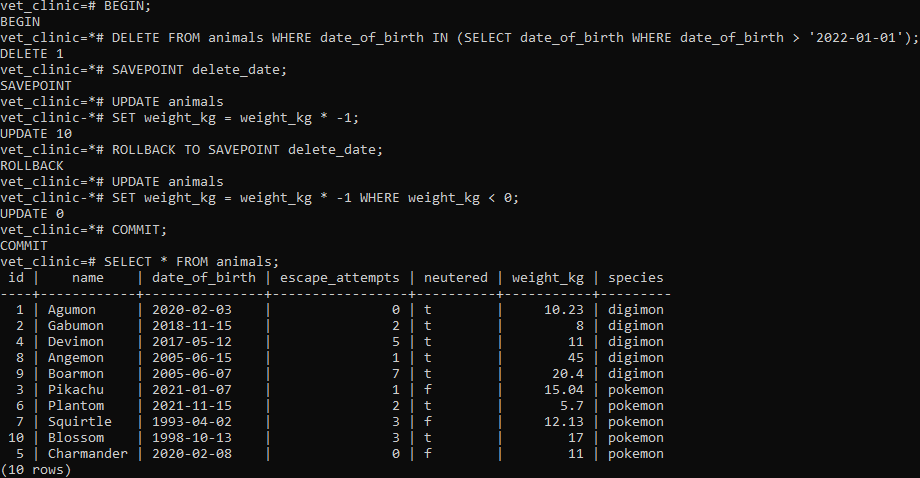 vet_clinic=# BEGIN;
BEGIN
vet_clinic=*# DELETE FROM animals WHERE date_of_birth IN (SELECT date_of_birth WHERE date_of_birth > '2022-01-01');
DELETE 1
vet_clinic=*# SAVEPOINT delete_date;
SAVEPOINT
vet_clinic=*# UPDATE animals
vet_clinic-*# SET weight_kg = weight_kg * -1;
UPDATE 10
vet_clinic=*# ROLLBACK TO SAVEPOINT delete_date;
ROLLBACK
vet_clinic=*# UPDATE animals
vet_clinic-*# SET weight_kg = weight_kg * -1 WHERE weight_kg < 0;
UPDATE 0
vet_clinic=*# COMMIT;
COMMIT
vet_clinic=# SELECT * FROM animals;
 id |    name    | date_of_birth | escape_attempts | neutered | weight_kg | species
----+------------+---------------+-----------------+----------+-----------+---------
  1 | Agumon     | 2020-02-03    |               0 | t        |     10.23 | digimon
  2 | Gabumon    | 2018-11-15    |               2 | t        |         8 | digimon
  4 | Devimon    | 2017-05-12    |               5 | t        |        11 | digimon
  8 | Angemon    | 2005-06-15    |               1 | t        |        45 | digimon
  9 | Boarmon    | 2005-06-07    |               7 | t        |      20.4 | digimon
  3 | Pikachu    | 2021-01-07    |               1 | f        |     15.04 | pokemon
  6 | Plantom    | 2021-11-15    |               2 | t        |       5.7 | pokemon
  7 | Squirtle   | 1993-04-02    |               3 | f        |     12.13 | pokemon
 10 | Blossom    | 1998-10-13    |               3 | t        |        17 | pokemon
  5 | Charmander | 2020-02-08    |               0 | f        |        11 | pokemon
(10 rows)